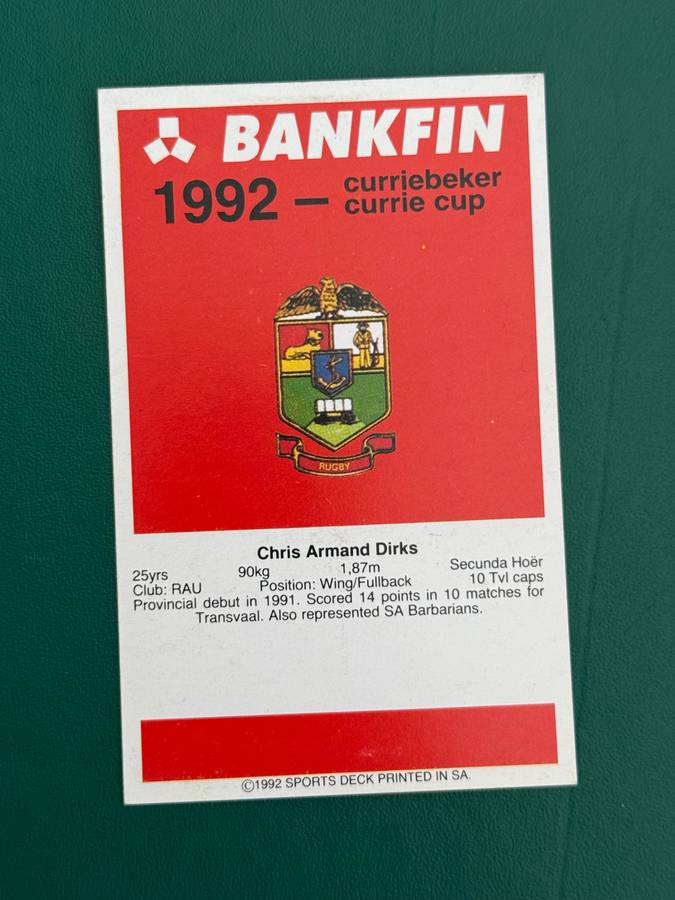 BANKFIN
1992 – curriebeker
currie cup
RUGBY
Chris Armand Dirks
25yrs 90kg 1,87m Secunda Hoër
Club: RAU Position: Wing/Fullback 10 Tvl caps
Provincial debut in 1991. Scored 14 points in 10 matches for
Transvaal. Also represented SA Barbarians.
©1992 SPORTS DECK PRINTED IN SA.